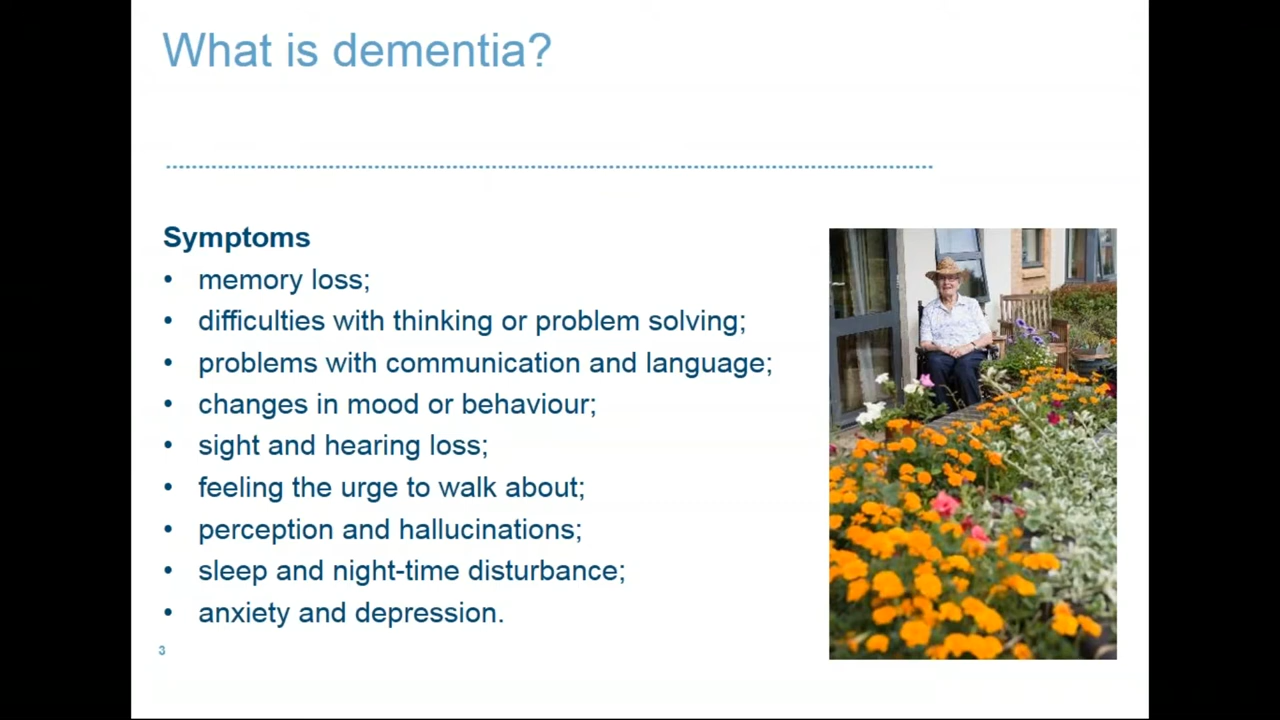 What is dementia?
Symptoms
• memory loss;
• difficulties with thinking or problem solving;
• problems with communication and language;
• changes in mood or behaviour;
• sight and hearing loss;
• feeling the urge to walk about;
• perception and hallucinations;
• sleep and night-time disturbance;
• anxiety and depression.
3